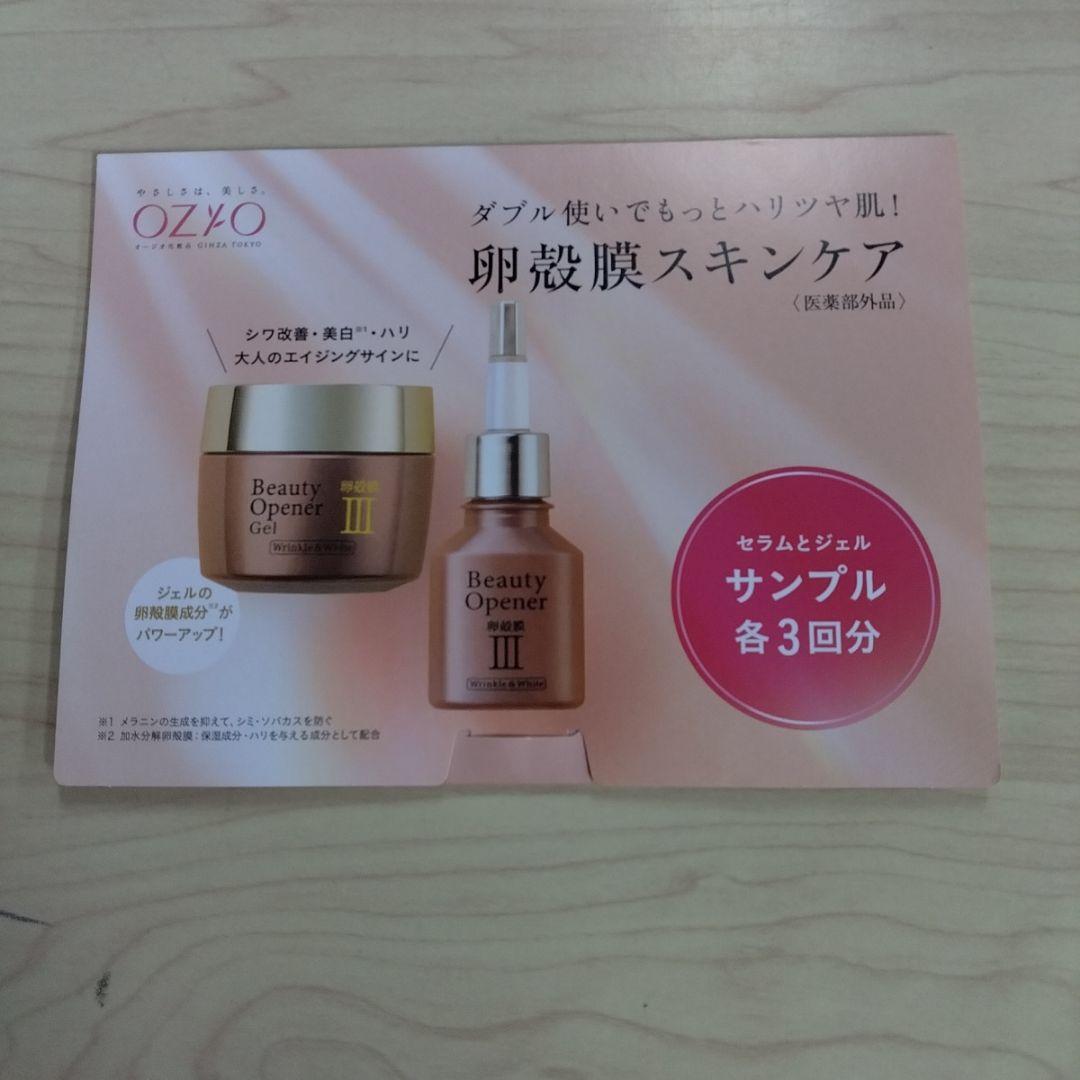 やさしさは、美しさ。
OZIO
オージオ化粧品 GINZA TOKYO
ダブル使いでもっとハリツヤ肌！
卵殻膜スキンケア
〈医薬部外品〉
シワ改善・美白※1・ハリ
大人のエイジングサインに
Beauty
Opener
Gel
卵殻膜
III
Wrinkle & White
ジェルの
卵殻膜成分※2が
パワーアップ！
Beauty
Opener
卵殻膜
III
Wrinkle & White
セラムとジェル
サンプル
各3回分
※1 メラニンの生成を抑えて、シミ・ソバカスを防ぐ
※2 加水分解卵殻膜：保湿成分・ハリを与える成分として配合